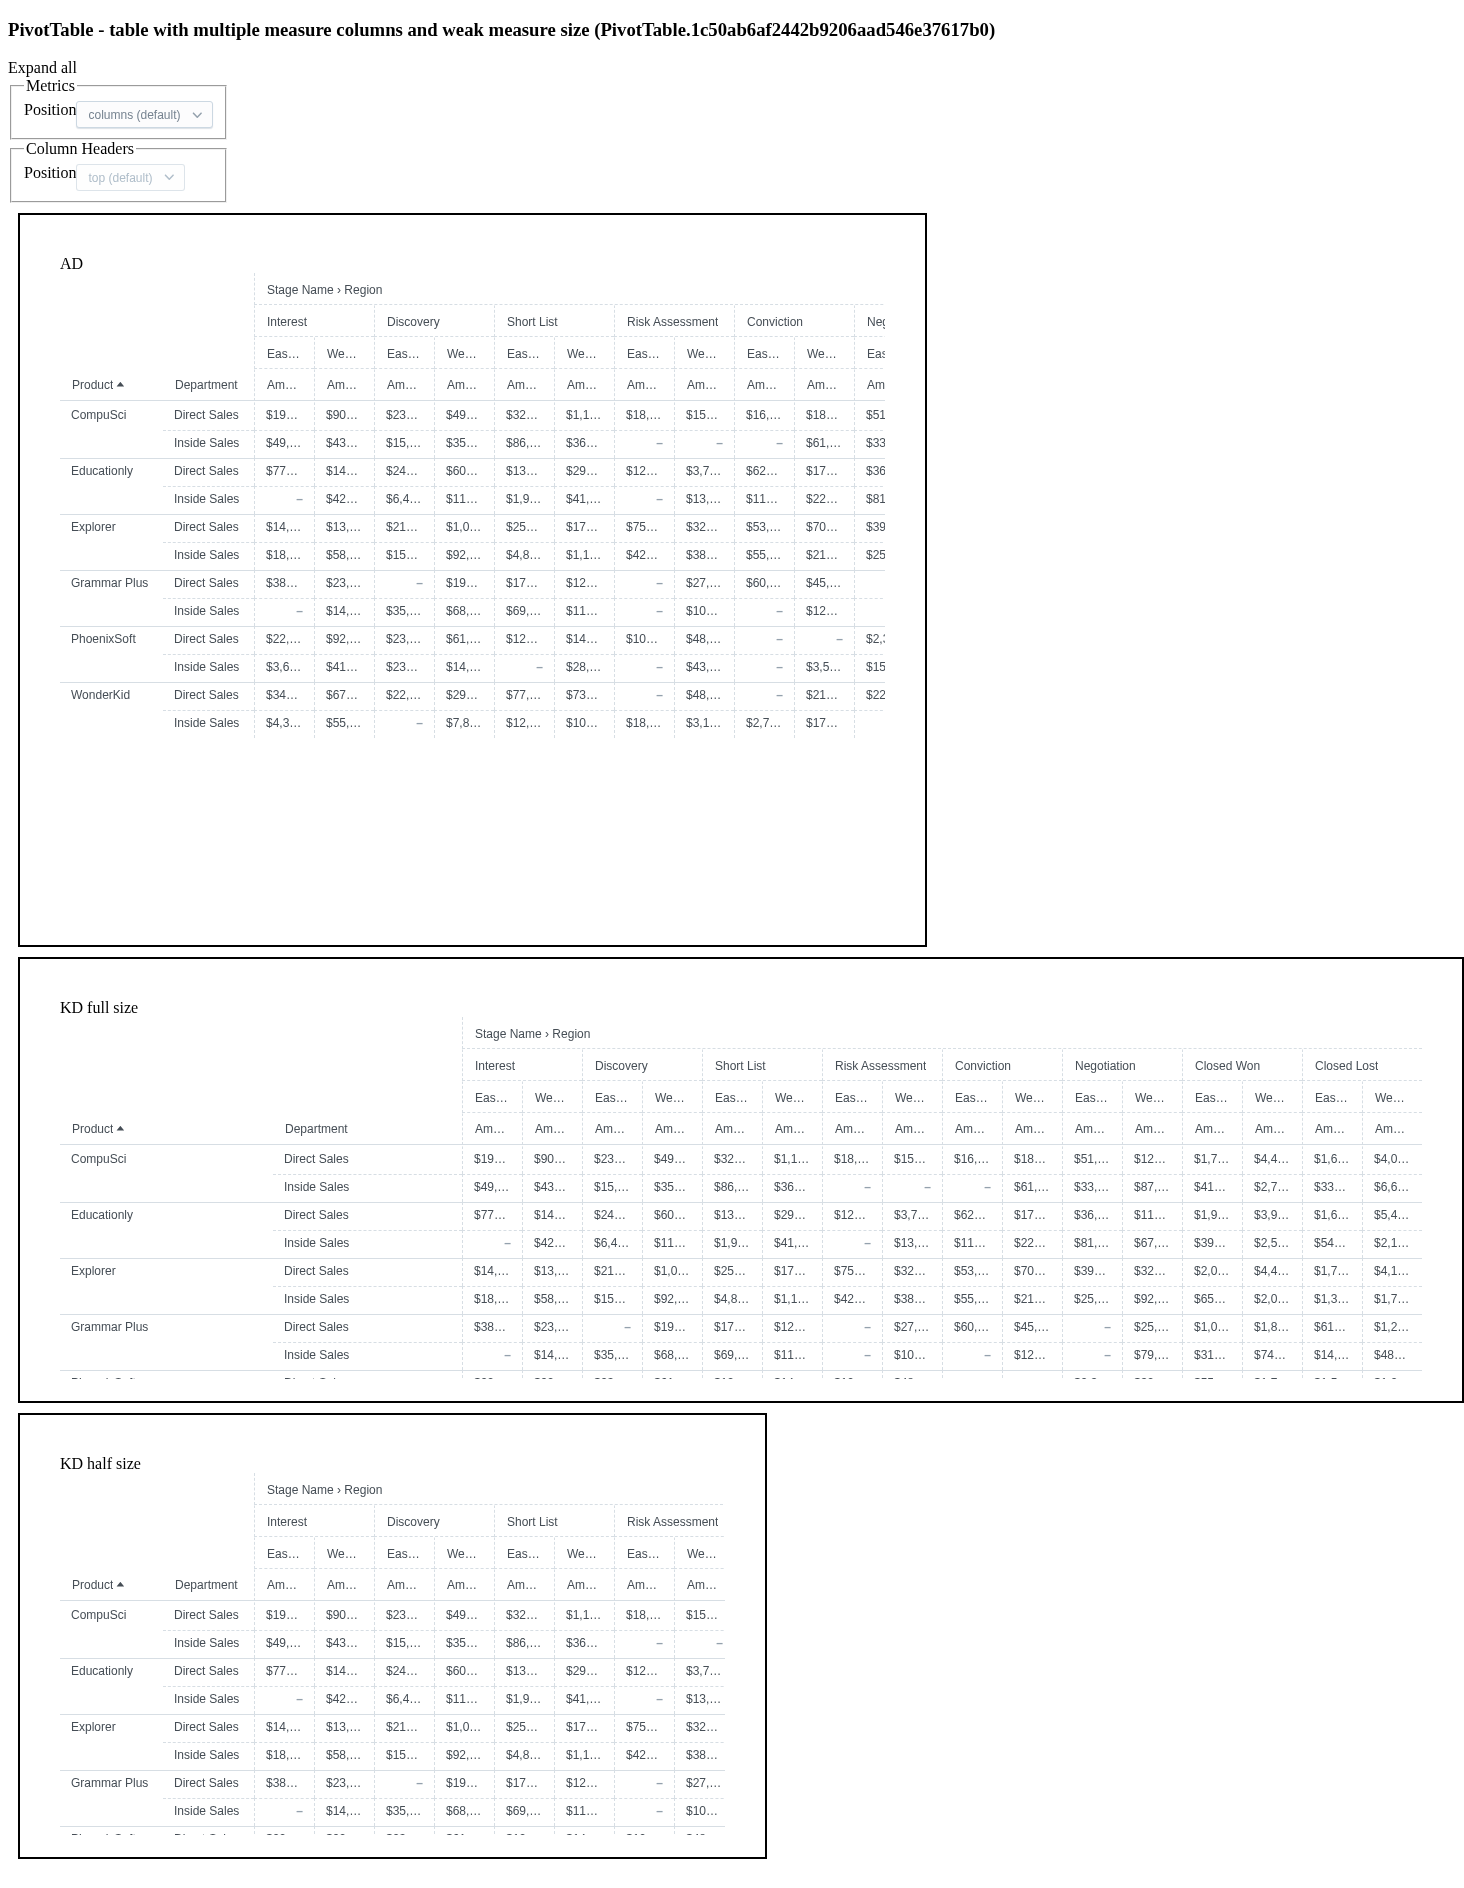 PivotTable - table with multiple measure columns and weak measure size (PivotTable.1c50ab6af2442b9206aad546e37617b0)
Expand all
Metrics
Position columns (default)
Column Headers
Position top (default)
AD
Stage Name › Region
Interest Discovery Short List Risk Assessment Conviction Neg
Eas… We… Eas… We… Eas… We… Eas… We… Eas… We… Eas
Product Department Am… Am… Am… Am… Am… Am… Am… Am… Am… Am… Am
CompuSci Direct Sales $19… $90… $23… $49… $32… $1,1… $18,… $15… $16,… $18… $51
Inside Sales $49,… $43… $15,… $35… $86,… $36… – – – $61,… $33
Educationly Direct Sales $77… $14… $24… $60… $13… $29… $12… $3,7… $62… $17… $36
Inside Sales – $42… $6,4… $11… $1,9… $41,… – $13,… $11… $22… $81
Explorer Direct Sales $14,… $13,… $21… $1,0… $25… $17… $75… $32… $53,… $70… $39
Inside Sales $18,… $58,… $15… $92,… $4,8… $1,1… $42… $38… $55,… $21… $25
Grammar Plus Direct Sales $38… $23,… – $19… $17… $12… – $27,… $60,… $45,…
Inside Sales – $14,… $35,… $68,… $69,… $11… – $10… – $12…
PhoenixSoft Direct Sales $22,… $92,… $23,… $61,… $12… $14… $10… $48,… – – $2,3
Inside Sales $3,6… $41… $23… $14,… – $28,… – $43,… – $3,5… $15
WonderKid Direct Sales $34… $67… $22,… $29… $77,… $73… – $48,… – $21… $22
Inside Sales $4,3… $55,… – $7,8… $12,… $10… $18,… $3,1… $2,7… $17…
KD full size
Stage Name › Region
Interest Discovery Short List Risk Assessment Conviction Negotiation Closed Won Closed Lost
Eas… We… Eas… We… Eas… We… Eas… We… Eas… We… Eas… We… Eas… We… Eas… We…
Product Department Am… Am… Am… Am… Am… Am… Am… Am… Am… Am… Am… Am… Am… Am… Am… Am…
CompuSci Direct Sales $19… $90… $23… $49… $32… $1,1… $18,… $15… $16,… $18… $51,… $12… $1,7… $4,4… $1,6… $4,0…
Inside Sales $49,… $43… $15,… $35… $86,… $36… – – – $61,… $33,… $87,… $41… $2,7… $33… $6,6…
Educationly Direct Sales $77… $14… $24… $60… $13… $29… $12… $3,7… $62… $17… $36,… $11… $1,9… $3,9… $1,6… $5,4…
Inside Sales – $42… $6,4… $11… $1,9… $41,… – $13,… $11… $22… $81,… $67,… $39… $2,5… $54… $2,1…
Explorer Direct Sales $14,… $13,… $21… $1,0… $25… $17… $75… $32… $53,… $70… $39… $32… $2,0… $4,4… $1,7… $4,1…
Inside Sales $18,… $58,… $15… $92,… $4,8… $1,1… $42… $38… $55,… $21… $25,… $92,… $65… $2,0… $1,3… $1,7…
Grammar Plus Direct Sales $38… $23,… – $19… $17… $12… – $27,… $60,… $45,… – $25,… $1,0… $1,8… $61… $1,2…
Inside Sales – $14,… $35,… $68,… $69,… $11… – $10… – $12… – $79,… $31… $74… $14,… $48…
KD half size
Stage Name › Region
Interest Discovery Short List Risk Assessment
Eas… We… Eas… We… Eas… We… Eas… We…
Product Department Am… Am… Am… Am… Am… Am… Am… Am…
CompuSci Direct Sales $19… $90… $23… $49… $32… $1,1… $18,… $15…
Inside Sales $49,… $43… $15,… $35… $86,… $36… – –
Educationly Direct Sales $77… $14… $24… $60… $13… $29… $12… $3,7…
Inside Sales – $42… $6,4… $11… $1,9… $41,… – $13,…
Explorer Direct Sales $14,… $13,… $21… $1,0… $25… $17… $75… $32…
Inside Sales $18,… $58,… $15… $92,… $4,8… $1,1… $42… $38…
Grammar Plus Direct Sales $38… $23,… – $19… $17… $12… – $27,…
Inside Sales – $14,… $35,… $68,… $69,… $11… – $10…